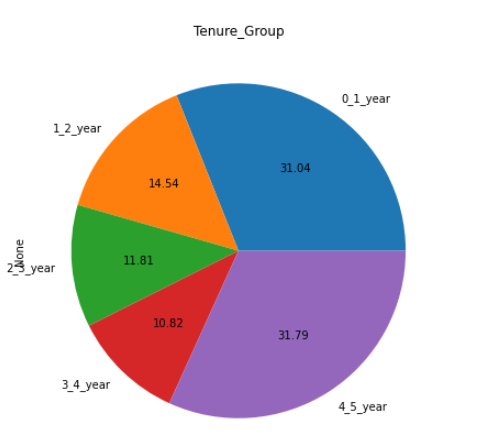 Tenure_Group
0_1_year
1_2_year
31.04
14.54
None
2_3_year
11.81
10.82
31.79
3_4_year
4_5_year